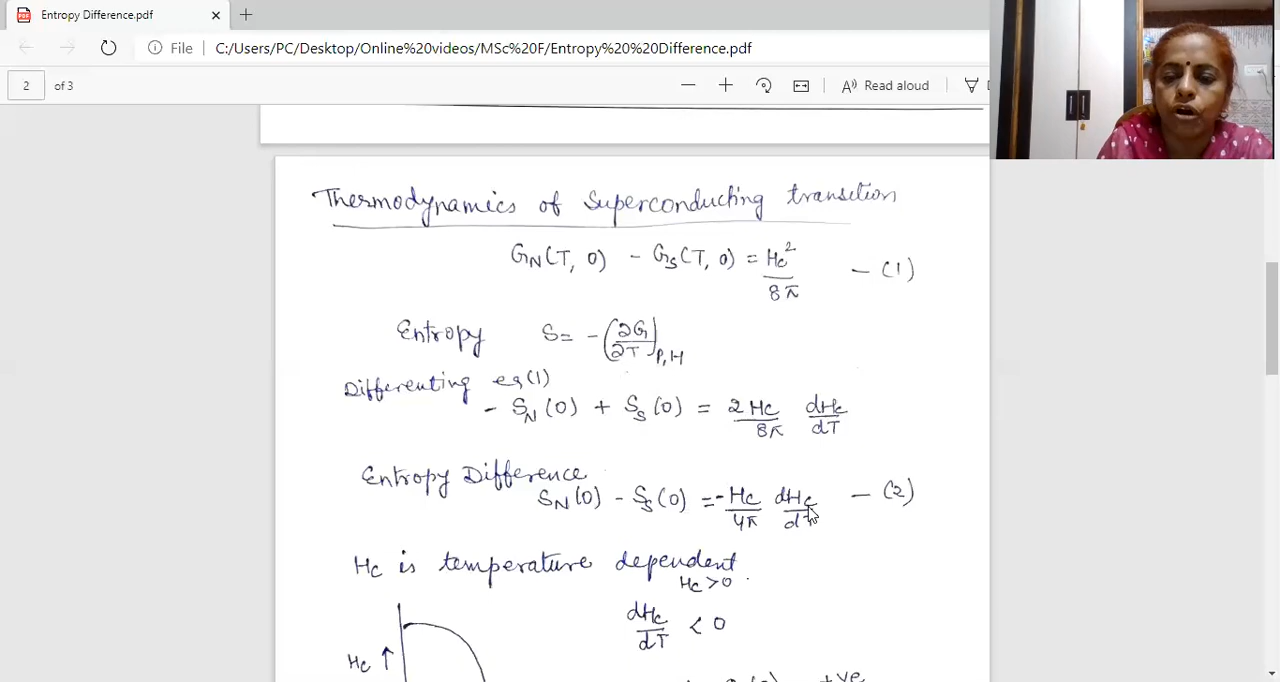 Entropy Difference.pdf
File C:/Users/PC/Desktop/Online%20videos/MSc%20F/Entropy%20%20Difference.pdf
2 of 3 Read aloud
Thermodynamics of Superconducting transition
G_N(T, 0) - G_S(T, 0) = Hc²/8π — (1)
Entropy S = -(∂G/∂T)_P,H
Differenting eq(1)
- S_N(0) + S_S(0) = 2Hc/8π dHc/dT
Entropy Difference
S_N(0) - S_S(0) = -Hc/4π dHc/dT — (2)
Hc is temperature dependent
Hc > 0
dHc/dT < 0
Hc ↑
+ve